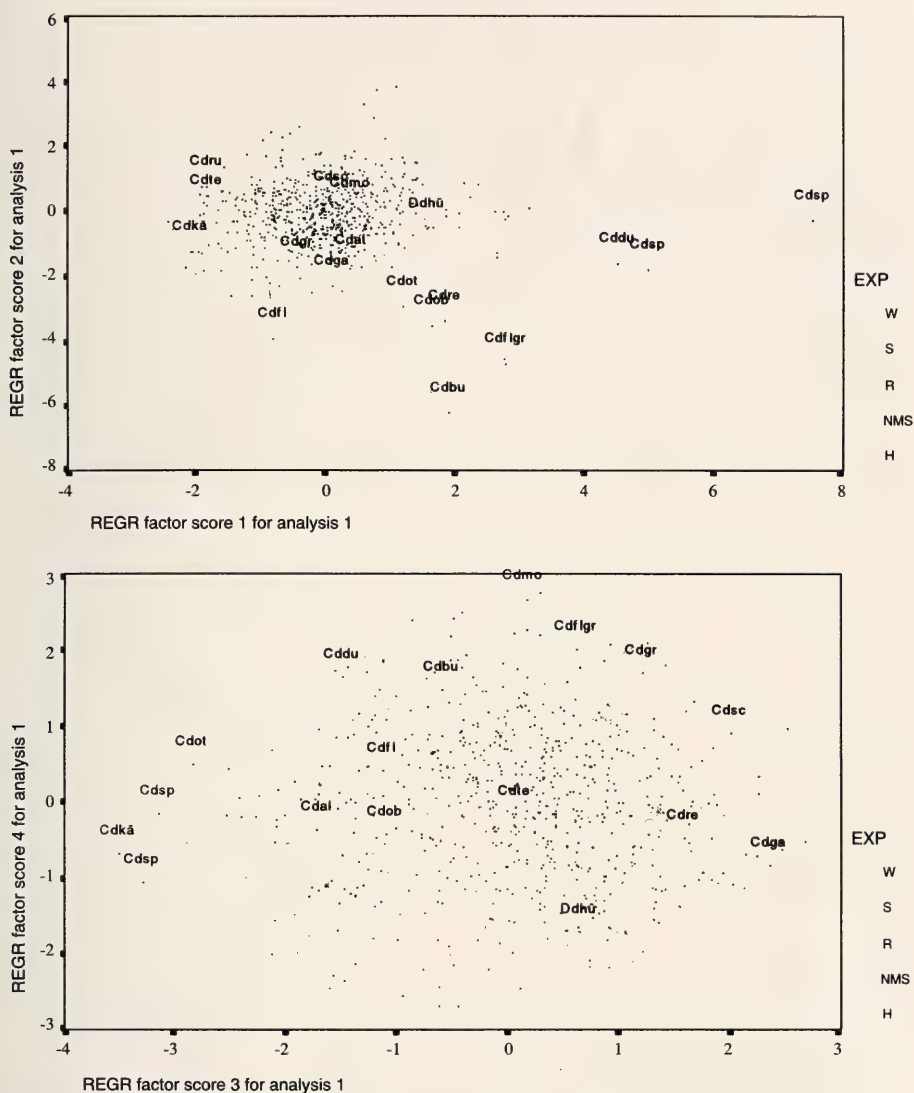 6
4
2
0
-2
-4
-6
-8
REGR factor score 2 for analysis 1
Cdru
Cdte
Cdkā
Cdsc
Cdmo
Ddhū
Cdgr
Cdal
Cdga
Cdfl
Cdot
Cdre
Cdob
Cdflgr
Cdbu
Cddu
Cdsp
Cdsp
-4
-2
0
2
4
6
8
REGR factor score 1 for analysis 1
EXP
W
S
R
NMS
H
3
2
1
0
-1
-2
-3
REGR factor score 4 for analysis 1
Cdmo
Cdflgr
Cdgr
Cddu
Cdbu
Cdsc
Cdot
Cdfl
Cdsp
Cdte
Cdal
Cdob
Cdre
Cdkā
Cdga
Cdsp
Ddhū
-4
-3
-2
-1
0
1
2
3
REGR factor score 3 for analysis 1
EXP
W
S
R
NMS
H